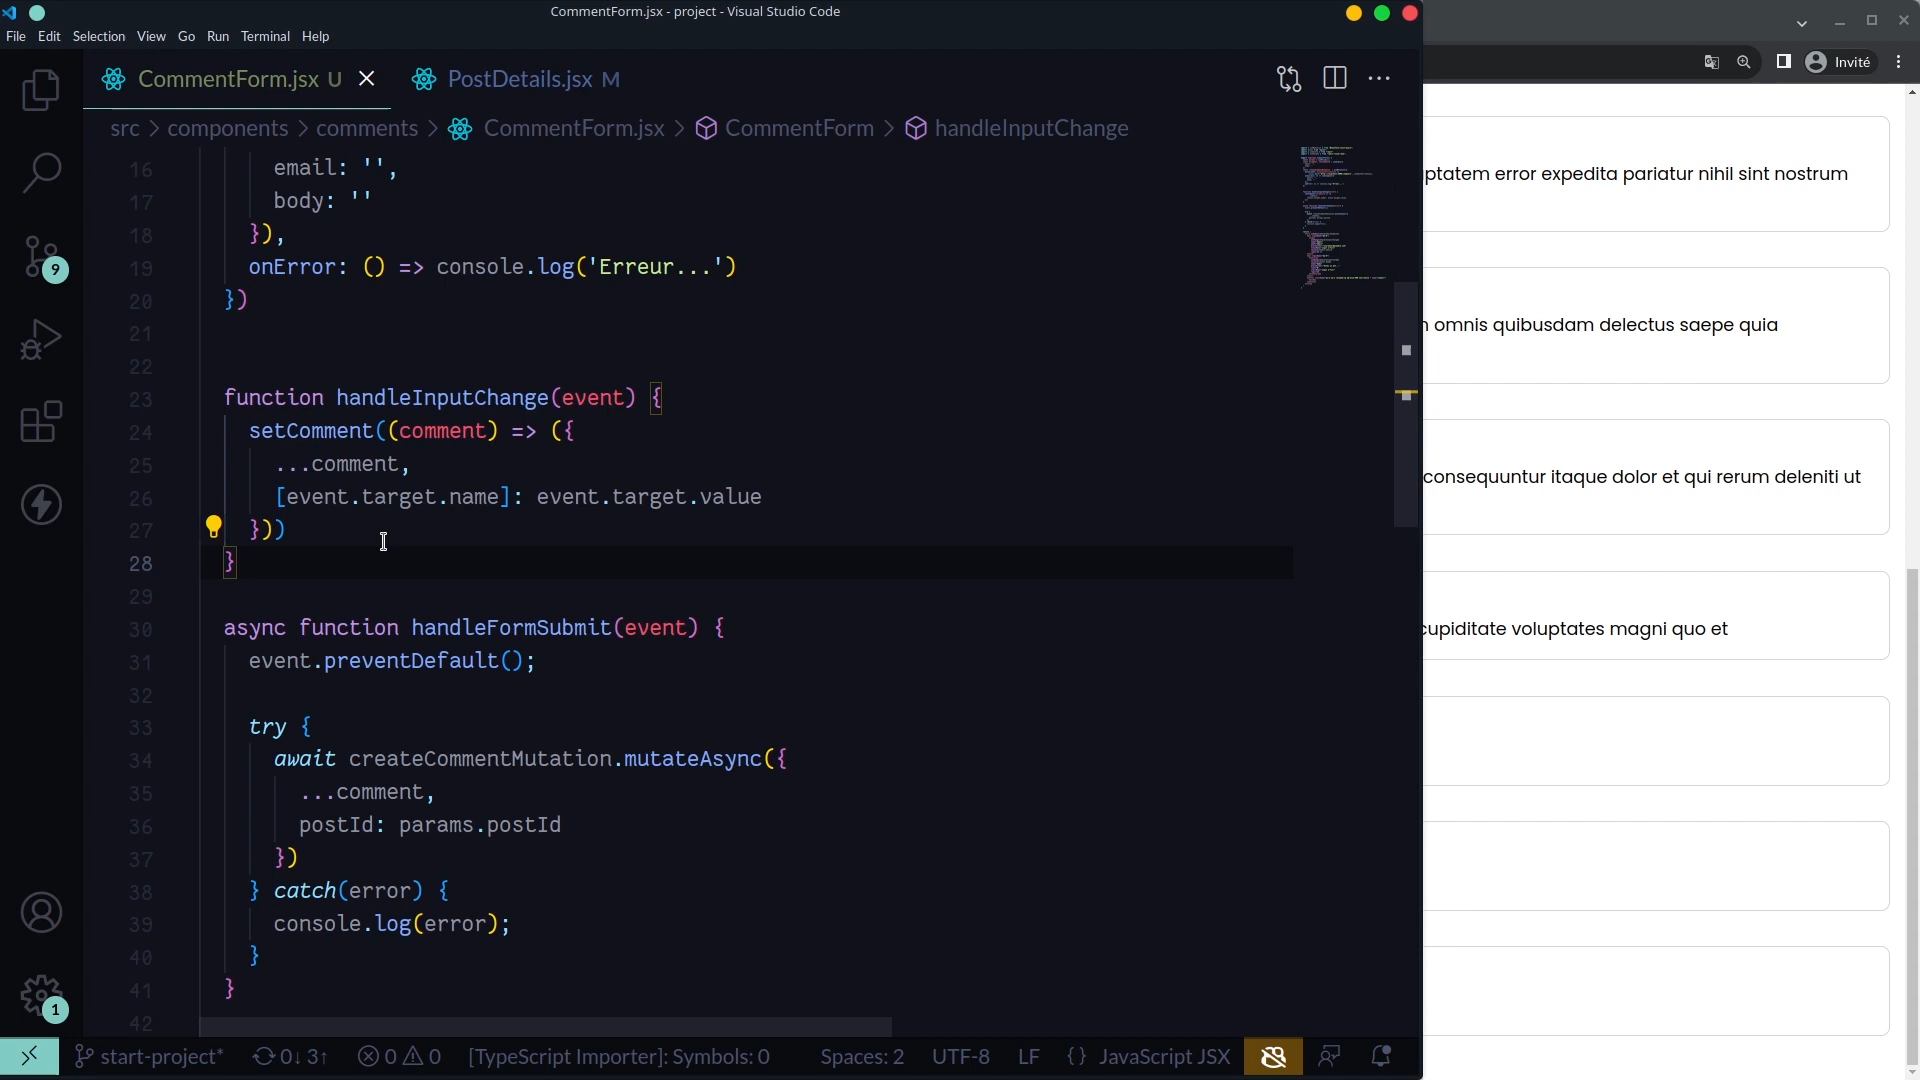 CommentForm.jsx - project - Visual Studio Code
File Edit Selection View Go Run Terminal Help
CommentForm.jsx U
PostDetails.jsx M
src > components > comments > CommentForm.jsx > CommentForm > handleInputChange
16 email: '',
17 body: ''
18 }),
19 onError: () => console.log('Erreur...')
20 })
21
22
23 function handleInputChange(event) {
24 setComment((comment) => ({
25 ...comment,
26 [event.target.name]: event.target.value
27 }))
28 }
29
30 async function handleFormSubmit(event) {
31 event.preventDefault();
32
33 try {
34 await createCommentMutation.mutateAsync({
35 ...comment,
36 postId: params.postId
37 })
38 } catch(error) {
39 console.log(error);
40 }
41 }
42
9
1
start-project* 0↓ 3↑ 0 0 [TypeScript Importer]: Symbols: 0 Spaces: 2 UTF-8 LF {} JavaScript JSX
Invité
ptatem error expedita pariatur nihil sint nostrum
omnis quibusdam delectus saepe quia
consequuntur itaque dolor et qui rerum deleniti ut
cupiditate voluptates magni quo et